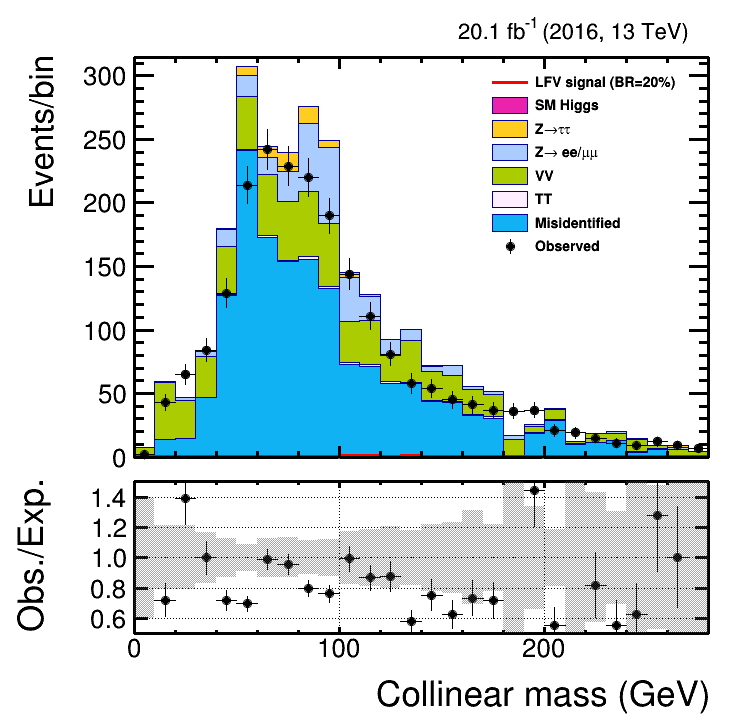 20.1 fb-1 (2016, 13 TeV)
Events/bin
300
250
200
150
100
50
0
LFV signal (BR=20%)
SM Higgs
Z→ττ
Z→ ee/μμ
VV
TT
Misidentified
Observed
Obs./Exp.
1.4
1.2
1.0
0.8
0.6
0 100 200
Collinear mass (GeV)